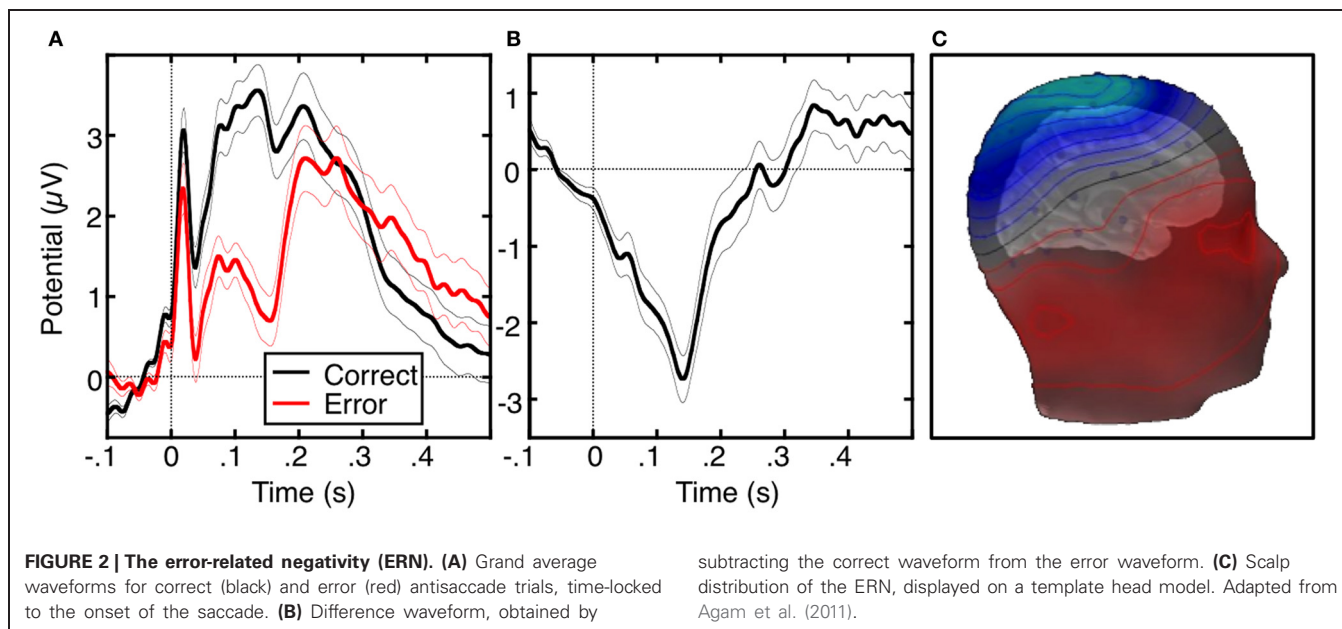 A
B
C
Potential (µV)
3
2
1
0
Correct
Error
-.1 0 .1 .2 .3 .4
Time (s)
1
0
-1
-2
-3
-.1 0 .1 .2 .3 .4
Time (s)
FIGURE 2 | The error-related negativity (ERN). (A) Grand average
waveforms for correct (black) and error (red) antisaccade trials, time-locked
to the onset of the saccade. (B) Difference waveform, obtained by
subtracting the correct waveform from the error waveform. (C) Scalp
distribution of the ERN, displayed on a template head model. Adapted from
Agam et al. (2011).